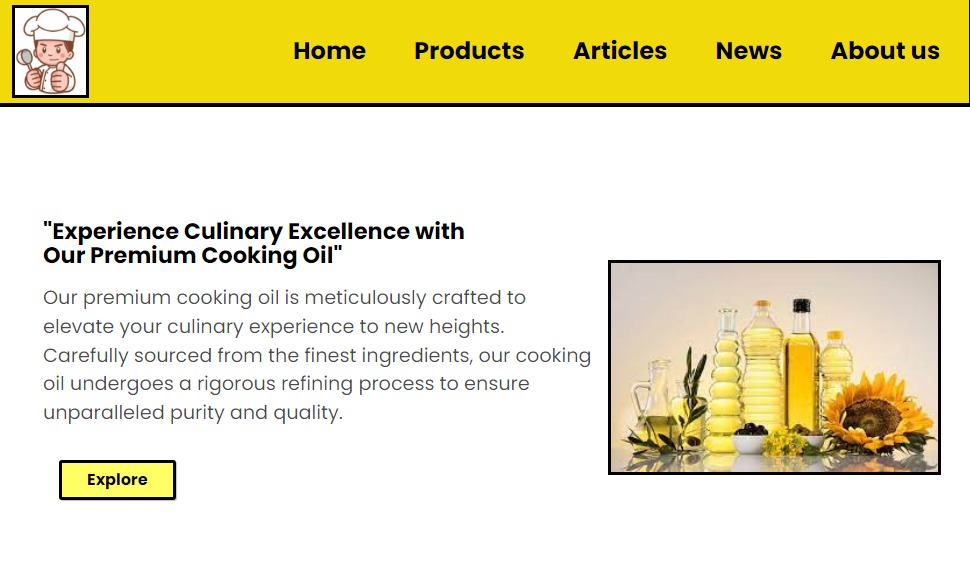 Home Products Articles News About us
"Experience Culinary Excellence with
Our Premium Cooking Oil"
Our premium cooking oil is meticulously crafted to
elevate your culinary experience to new heights.
Carefully sourced from the finest ingredients, our cooking
oil undergoes a rigorous refining process to ensure
unparalleled purity and quality.
Explore